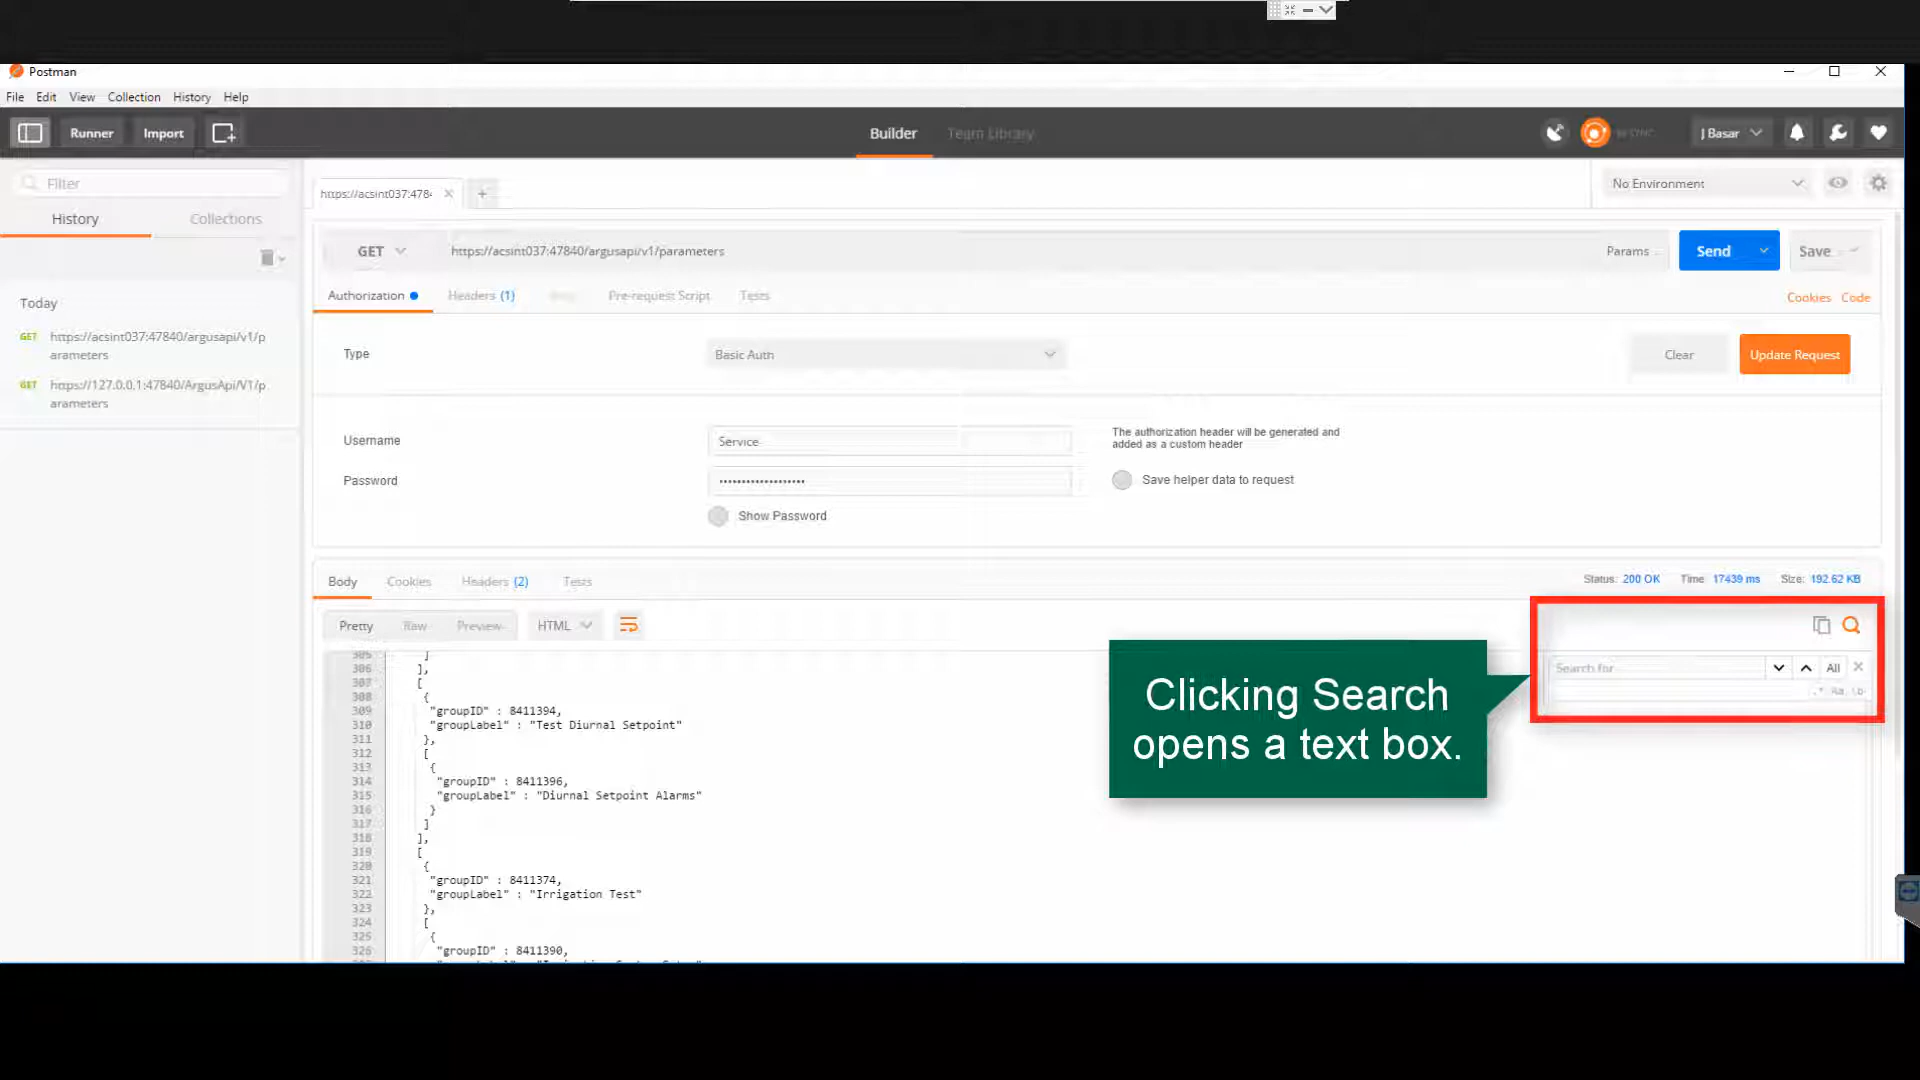 Postman
File Edit View Collection History Help
Runner Import Builder Team Library IN SYNC J Basar
Filter
History Collections
https://acsint037:4784 No Environment
GET https://acsint037:47840/argusapi/v1/parameters Params Send Save
Authorization Headers (1) Pre-request Script Tests Cookies Code
Today
GET https://acsint037:47840/argusapi/v1/p
arameters
GET https://127.0.0.1:47840/ArgusApi/V1/p
arameters
Type Basic Auth Clear Update Request
Username Service
The authorization header will be generated and
added as a custom header
Password •••••••••••••••••••
Save helper data to request
Show Password
Body Cookies Headers (2) Tests Status: 200 OK Time: 17439 ms Size: 192.62 KB
Pretty Raw Preview HTML
Search for All
.* Aa \b
Clicking Search
opens a text box.
305 ]
306 ],
307 [
308 {
309 "groupID" : 8411394,
310 "groupLabel" : "Test Diurnal Setpoint"
311 },
312 [
313 {
314 "groupID" : 8411396,
315 "groupLabel" : "Diurnal Setpoint Alarms"
316 }
317 ]
318 ],
319 [
320 {
321 "groupID" : 8411374,
322 "groupLabel" : "Irrigation Test"
323 },
324 [
325 {
326 "groupID" : 8411390,